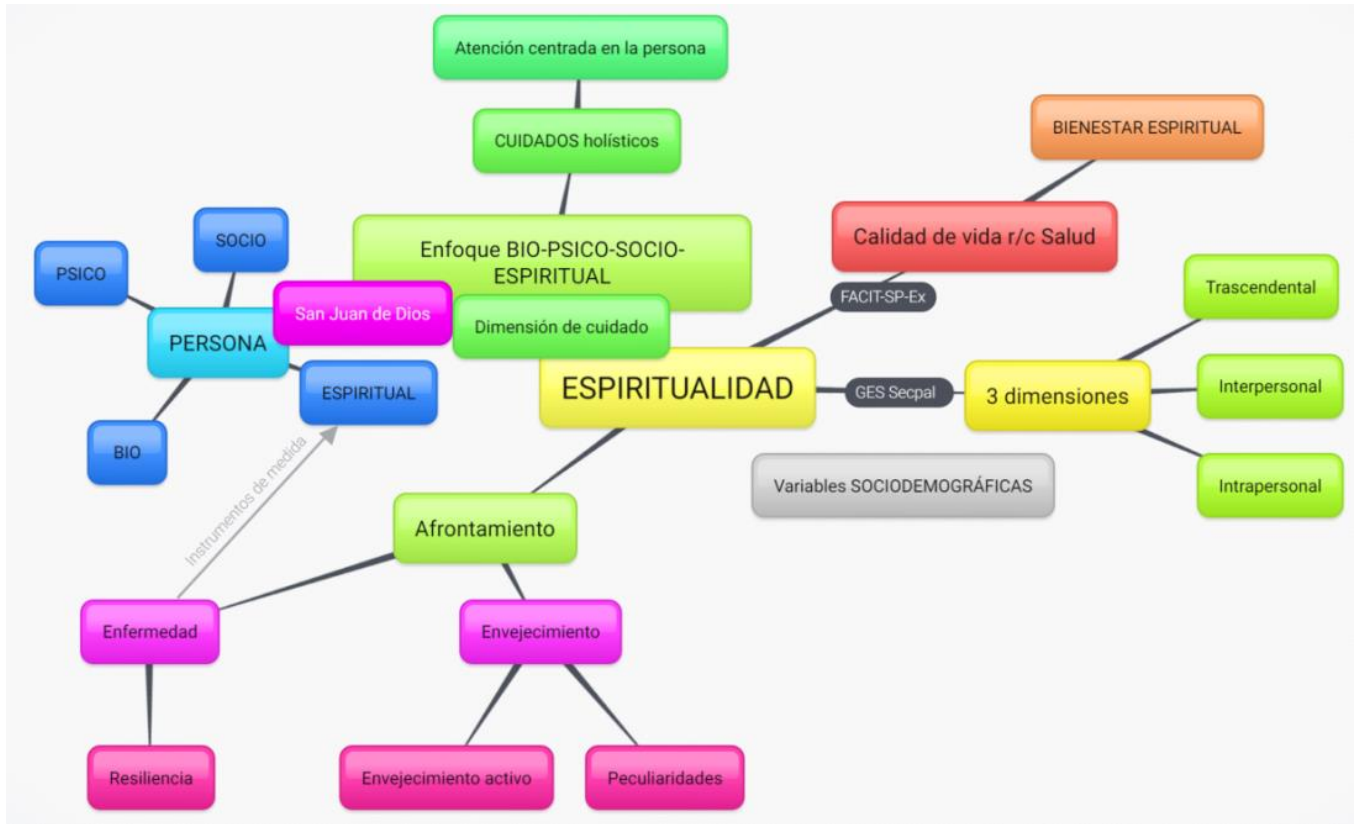 Atención centrada en la persona
CUIDADOS holísticos
BIENESTAR ESPIRITUAL
Enfoque BIO-PSICO-SOCIO-
ESPIRITUAL
Calidad de vida r/c Salud
SOCIO
PSICO
San Juan de Dios
Dimensión de cuidado
PERSONA
FACIT-SP-Ex
Trascendental
ESPIRITUAL
ESPIRITUALIDAD
GES Secpal
3 dimensiones
Interpersonal
BIO
Instrumentos de medida
Variables SOCIODEMOGRÁFICAS
Intrapersonal
Afrontamiento
Enfermedad
Envejecimiento
Resiliencia
Envejecimiento activo
Peculiaridades